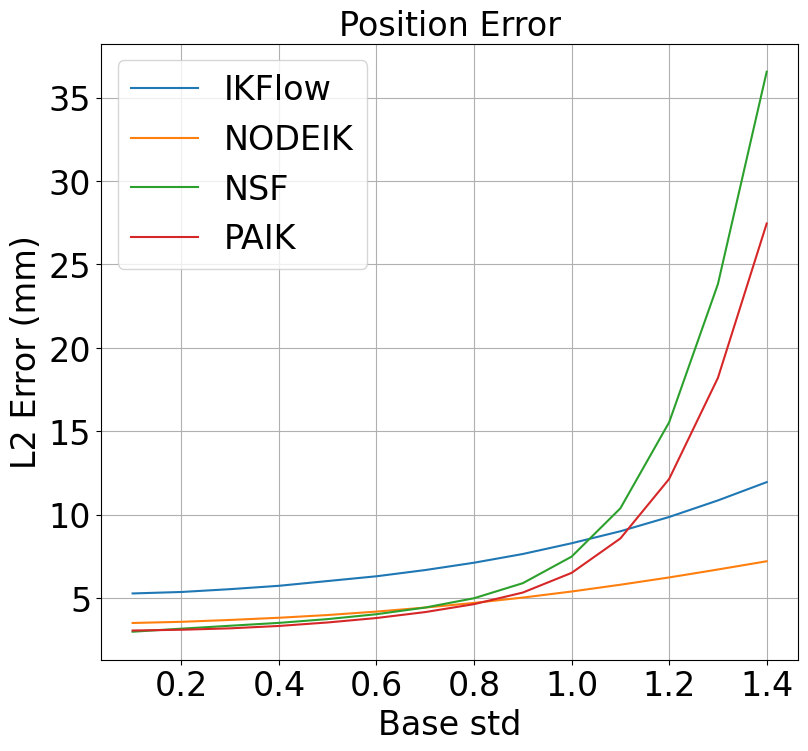 Position Error
IKFlow
NODEIK
NSF
PAIK
L2 Error (mm)
35
30
25
20
15
10
5
0.2 0.4 0.6 0.8 1.0 1.2 1.4
Base std